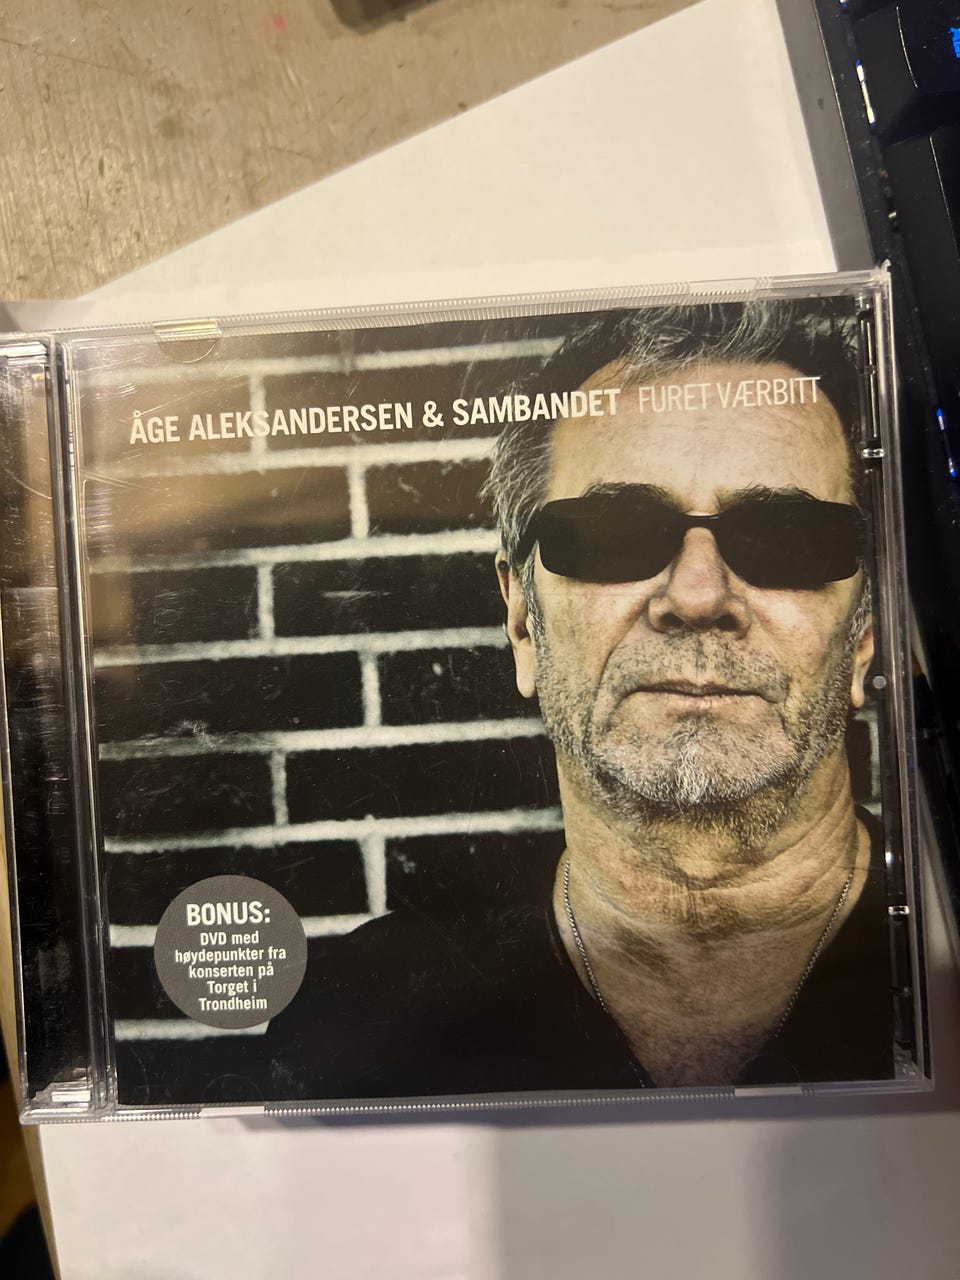 ÅGE ALEKSANDERSEN & SAMBANDET FURET VÆRBITT
BONUS:
DVD med
høydepunkter fra
konserten på
Torget i
Trondheim